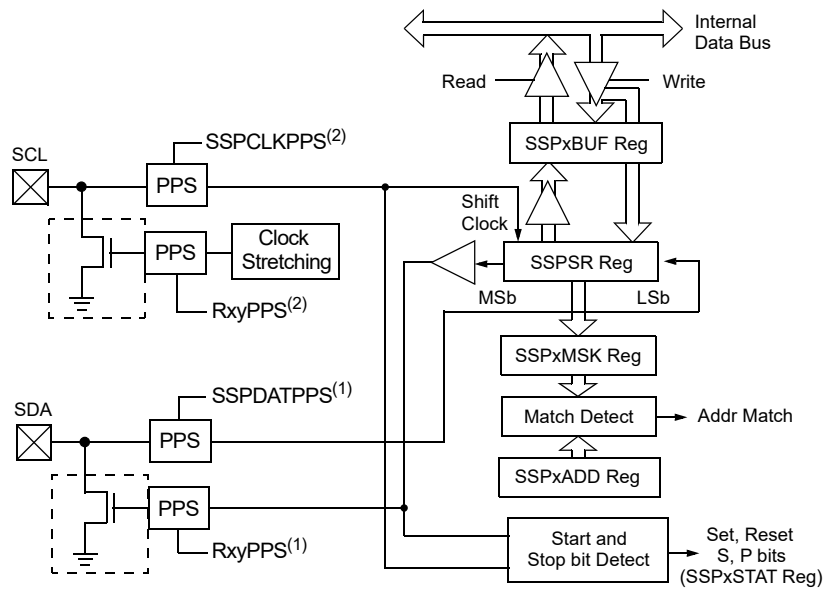 Internal
Data Bus
Read
Write
SSPCLKPPS(2)
SSPxBUF Reg
SCL
PPS
Shift
Clock
PPS
Clock
Stretching
SSPSR Reg
MSb
LSb
RxyPPS(2)
SSPxMSK Reg
SSPDATPPS(1)
SDA
Match Detect
Addr Match
PPS
SSPxADD Reg
PPS
Start and
Stop bit Detect
Set, Reset
S, P bits
(SSPxSTAT Reg)
RxyPPS(1)